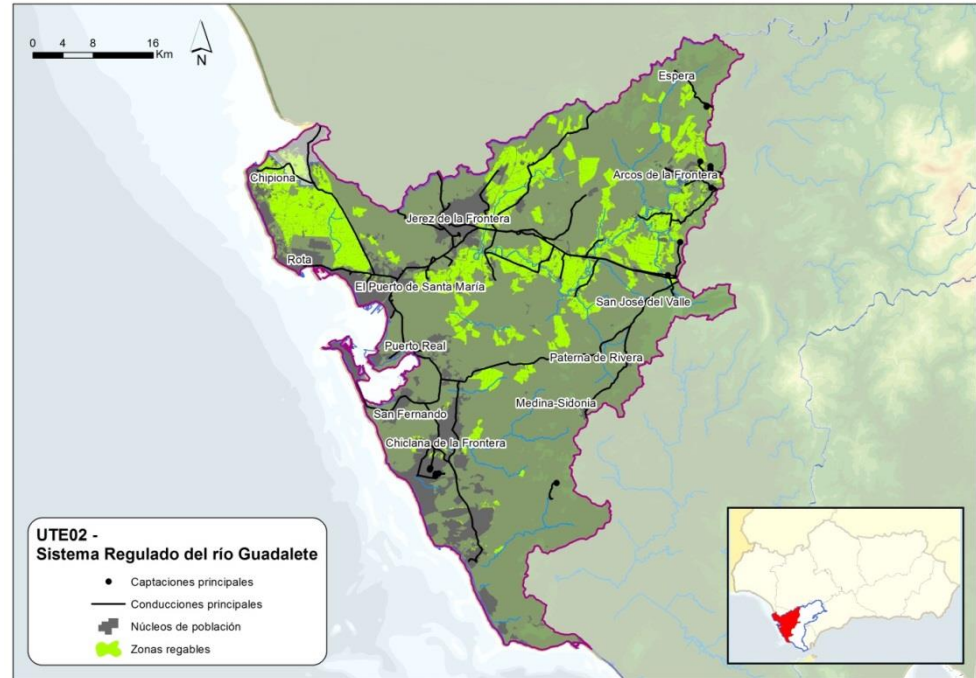 0 4 8 16
Km
N
Espera
Chipiona
Arcos de la Frontera
Jerez de la Frontera
Rota
El Puerto de Santa María
San José del Valle
Puerto Real
Paterna de Rivera
Medina-Sidonia
San Fernando
Chiclana de la Frontera
UTE02 -
Sistema Regulado del río Guadalete
Captaciones principales
Conducciones principales
Núcleos de población
Zonas regables